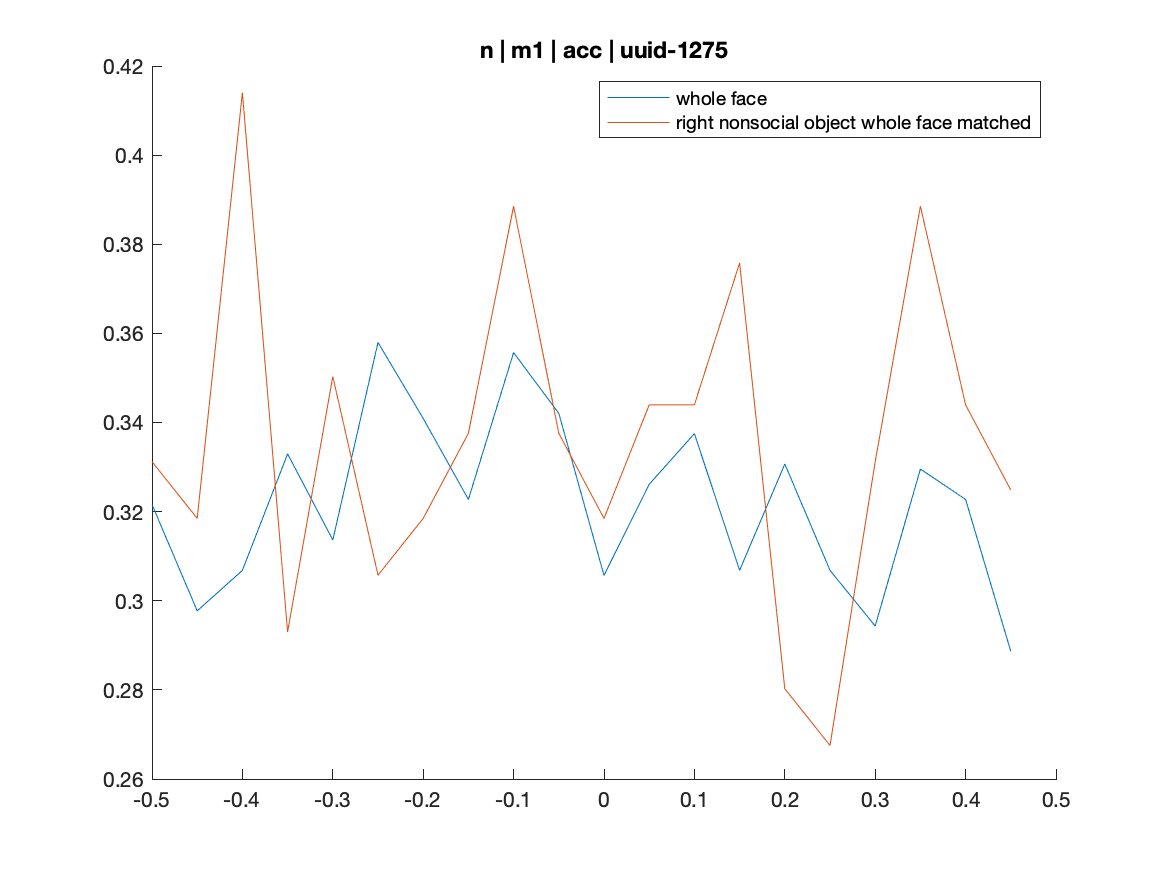 n | m1 | acc | uuid-1275
whole face
right nonsocial object whole face matched
0.42
0.4
0.38
0.36
0.34
0.32
0.3
0.28
0.26
-0.5 -0.4 -0.3 -0.2 -0.1 0 0.1 0.2 0.3 0.4 0.5